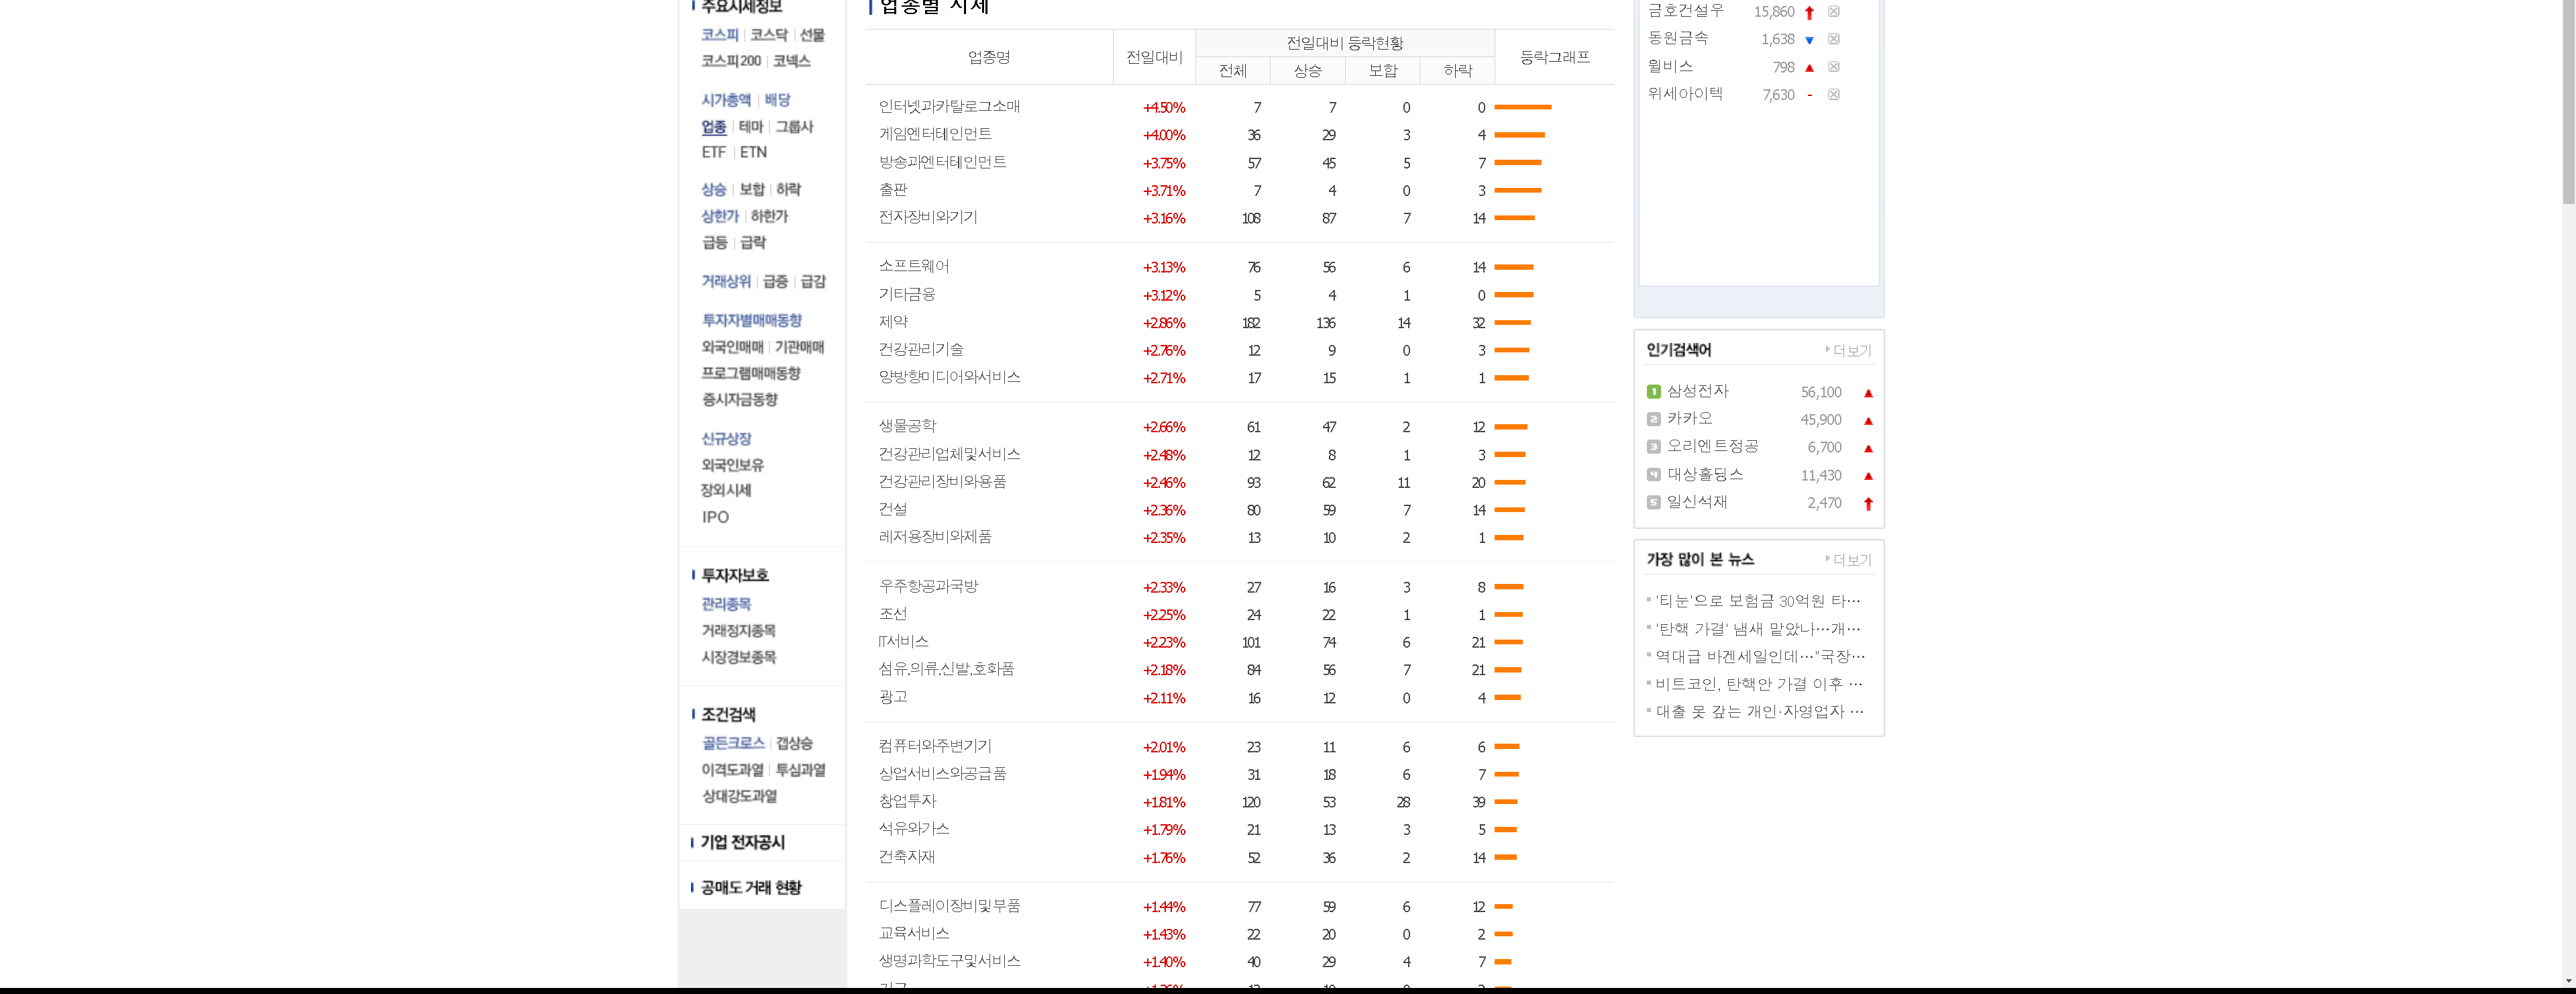 주요시세정보
코스피 코스닥 선물
코스피200 코넥스
시가총액 배당
업종 테마 그룹사
ETF ETN
상승 보합 하락
상한가 하한가
급등 급락
거래상위 급증 급감
투자자별매매동향
외국인매매 기관매매
프로그램매매동향
증시자금동향
신규상장
외국인보유
장외시세
IPO
투자자보호
관리종목
거래정지종목
시장경보종목
조건검색
골든크로스 갭상승
이격도과열 투심과열
상대강도과열
기업 전자공시
공매도 거래 현황
업종별 시세
업종명 전일대비 전일대비 등락현황 등락그래프
전체 상승 보합 하락
인터넷과카탈로그소매 +4.50% 7 7 0 0
게임엔터테인먼트 +4.00% 36 29 3 4
방송과엔터테인먼트 +3.75% 57 45 5 7
출판 +3.71% 7 4 0 3
전자장비와기기 +3.16% 108 87 7 14
소프트웨어 +3.13% 76 56 6 14
기타금융 +3.12% 5 4 1 0
제약 +2.86% 182 136 14 32
건강관리기술 +2.76% 12 9 0 3
양방향미디어와서비스 +2.71% 17 15 1 1
생물공학 +2.66% 61 47 2 12
건강관리업체및서비스 +2.48% 12 8 1 3
건강관리장비와용품 +2.46% 93 62 11 20
건설 +2.36% 80 59 7 14
레저용장비와제품 +2.35% 13 10 2 1
우주항공과국방 +2.33% 27 16 3 8
조선 +2.25% 24 22 1 1
IT서비스 +2.23% 101 74 6 21
섬유,의류,신발,호화품 +2.18% 84 56 7 21
광고 +2.11% 16 12 0 4
컴퓨터와주변기기 +2.01% 23 11 6 6
상업서비스와공급품 +1.94% 31 18 6 7
창업투자 +1.81% 120 53 28 39
석유와가스 +1.79% 21 13 3 5
건축자재 +1.76% 52 36 2 14
디스플레이장비및부품 +1.44% 77 59 6 12
교육서비스 +1.43% 22 20 0 2
생명과학도구및서비스 +1.40% 40 29 4 7
금호건설우 15,860
동원금속 1,638
윌비스 798
위세아이텍 7,630 -
인기검색어 더보기
1 삼성전자 56,100
2 카카오 45,900
3 오리엔트정공 6,700
4 대상홀딩스 11,430
5 일신석재 2,470
가장 많이 본 뉴스 더보기
'티눈'으로 보험금 30억원 타…
'탄핵 가결' 냄새 맡았나…개…
역대급 바겐세일인데…"국장…
비트코인, 탄핵안 가결 이후 …
대출 못 갚는 개인·자영업자 …